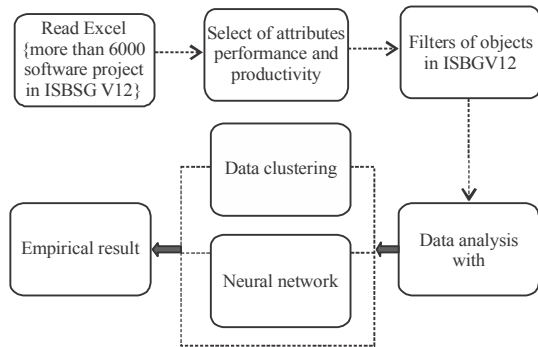 Read Excel
{more than 6000
software project
in ISBSG V12}
Select of attributes
performance and
productivity
Filters of objects
in ISBGV12
Data clustering
Empirical result
Neural network
Data analysis
with